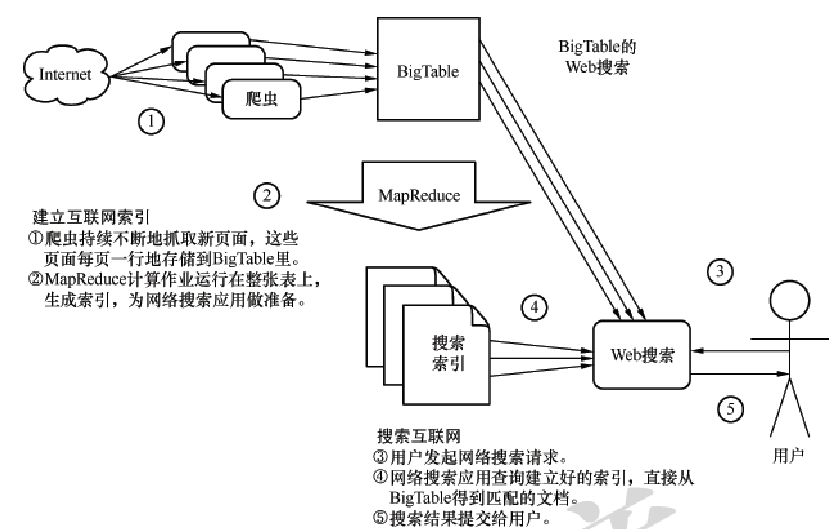 BigTable的
Web搜索
Internet
BigTable
爬虫
①
②
MapReduce
建立互联网索引
①爬虫持续不断地抓取新页面，这些
页面每页一行地存储到BigTable里。
②MapReduce计算作业运行在整张表上，
生成索引，为网络搜索应用做准备。
③
④
搜索
索引
Web搜索
⑤
用户
搜索互联网
③用户发起网络搜索请求。
④网络搜索应用查询建立好的索引，直接从
BigTable得到匹配的文档。
⑤搜索结果提交给用户。